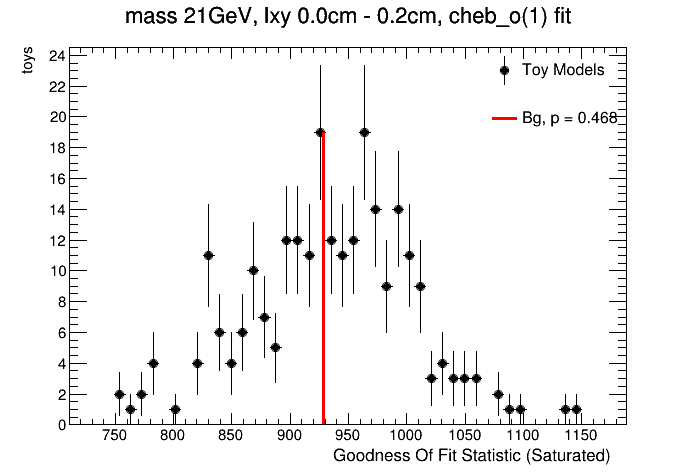 mass 21GeV, lxy 0.0cm - 0.2cm, cheb_o(1) fit
toys
24
22
20
18
16
14
12
10
8
6
4
2
0
Toy Models
Bg, p = 0.468
750 800 850 900 950 1000 1050 1100 1150
Goodness Of Fit Statistic (Saturated)